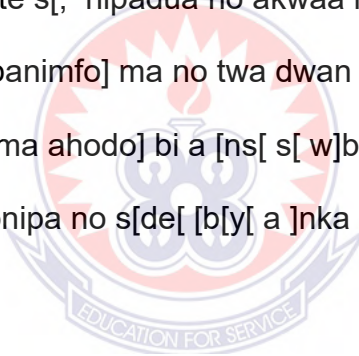 te s[, nipadua no akwaa n
panimfo] ma no twa dwan
ma ahodo] bi a [ns[ s[ w]b
nipa no s[de[ [b[y[ a ]nka
EDUCATION FOR SERVICE